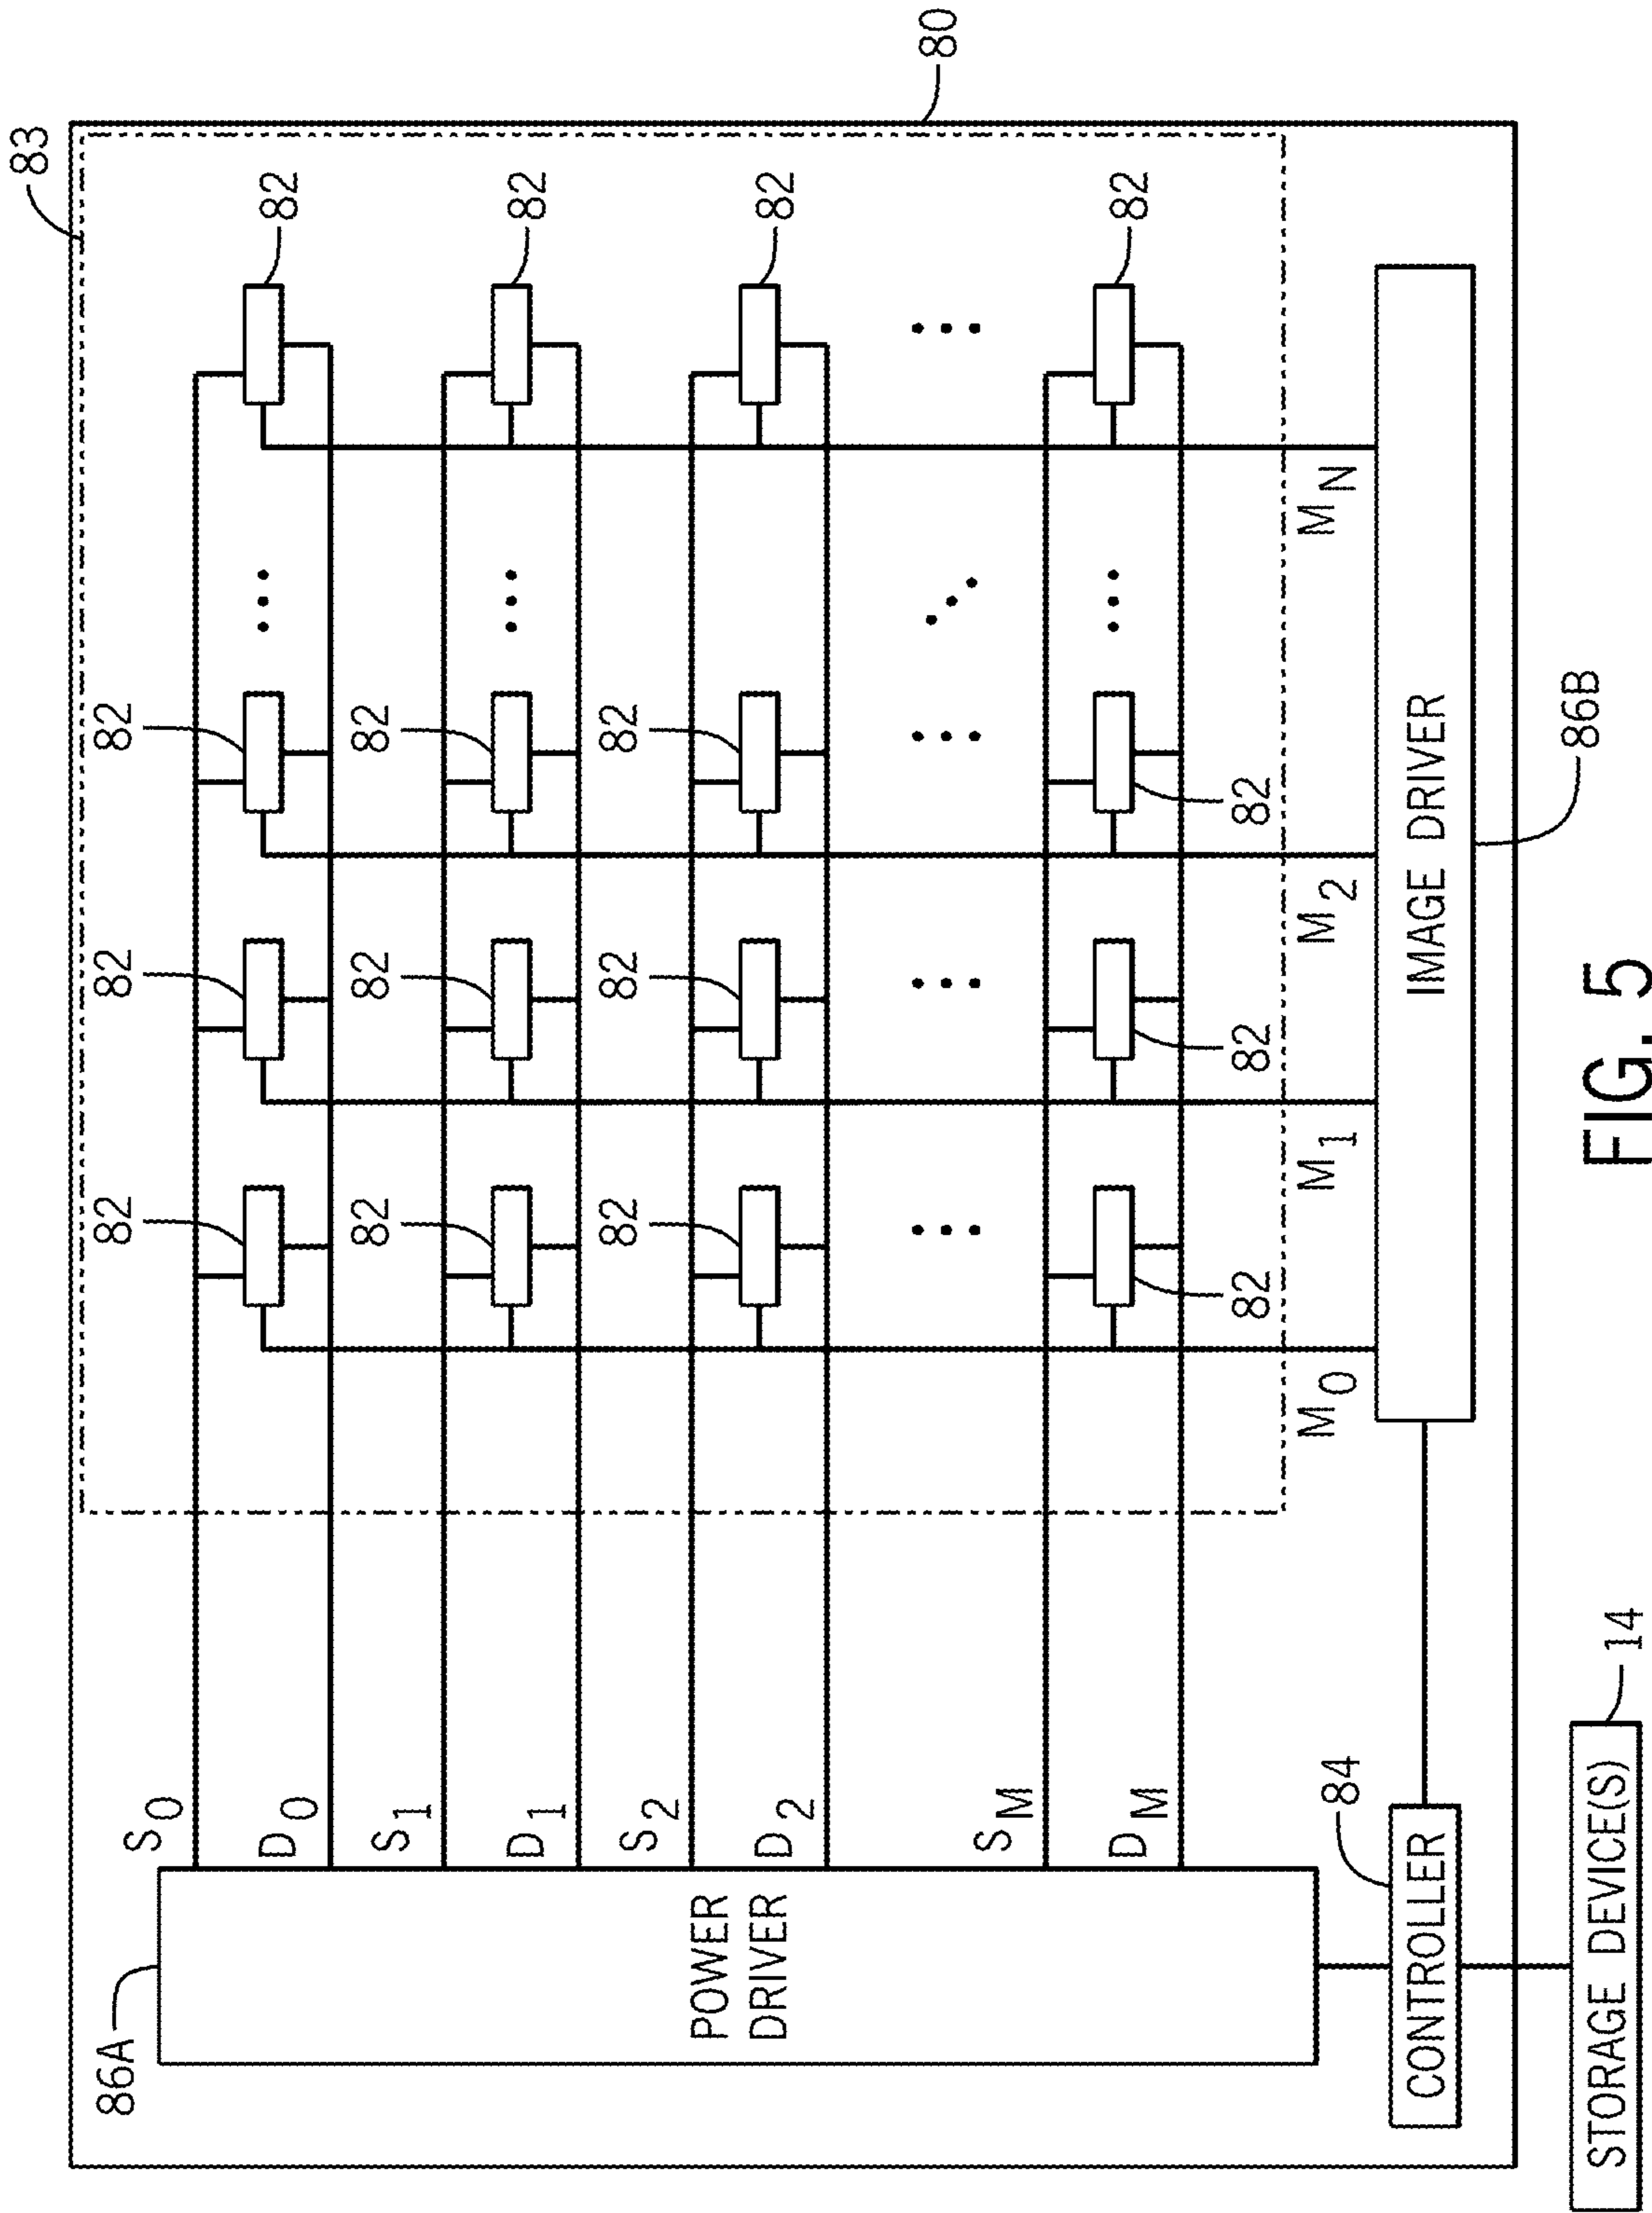 83
80
86A
82 82 82 82
S0
D0
82 82 82 82
S1
D1
82 82 82 82
S2
D2
POWER
DRIVER
SM
DM
82 82 82 82
M0 M1 M2 MN
84
CONTROLLER
IMAGE DRIVER
86B
14
STORAGE DEVICE(S)
FIG. 5